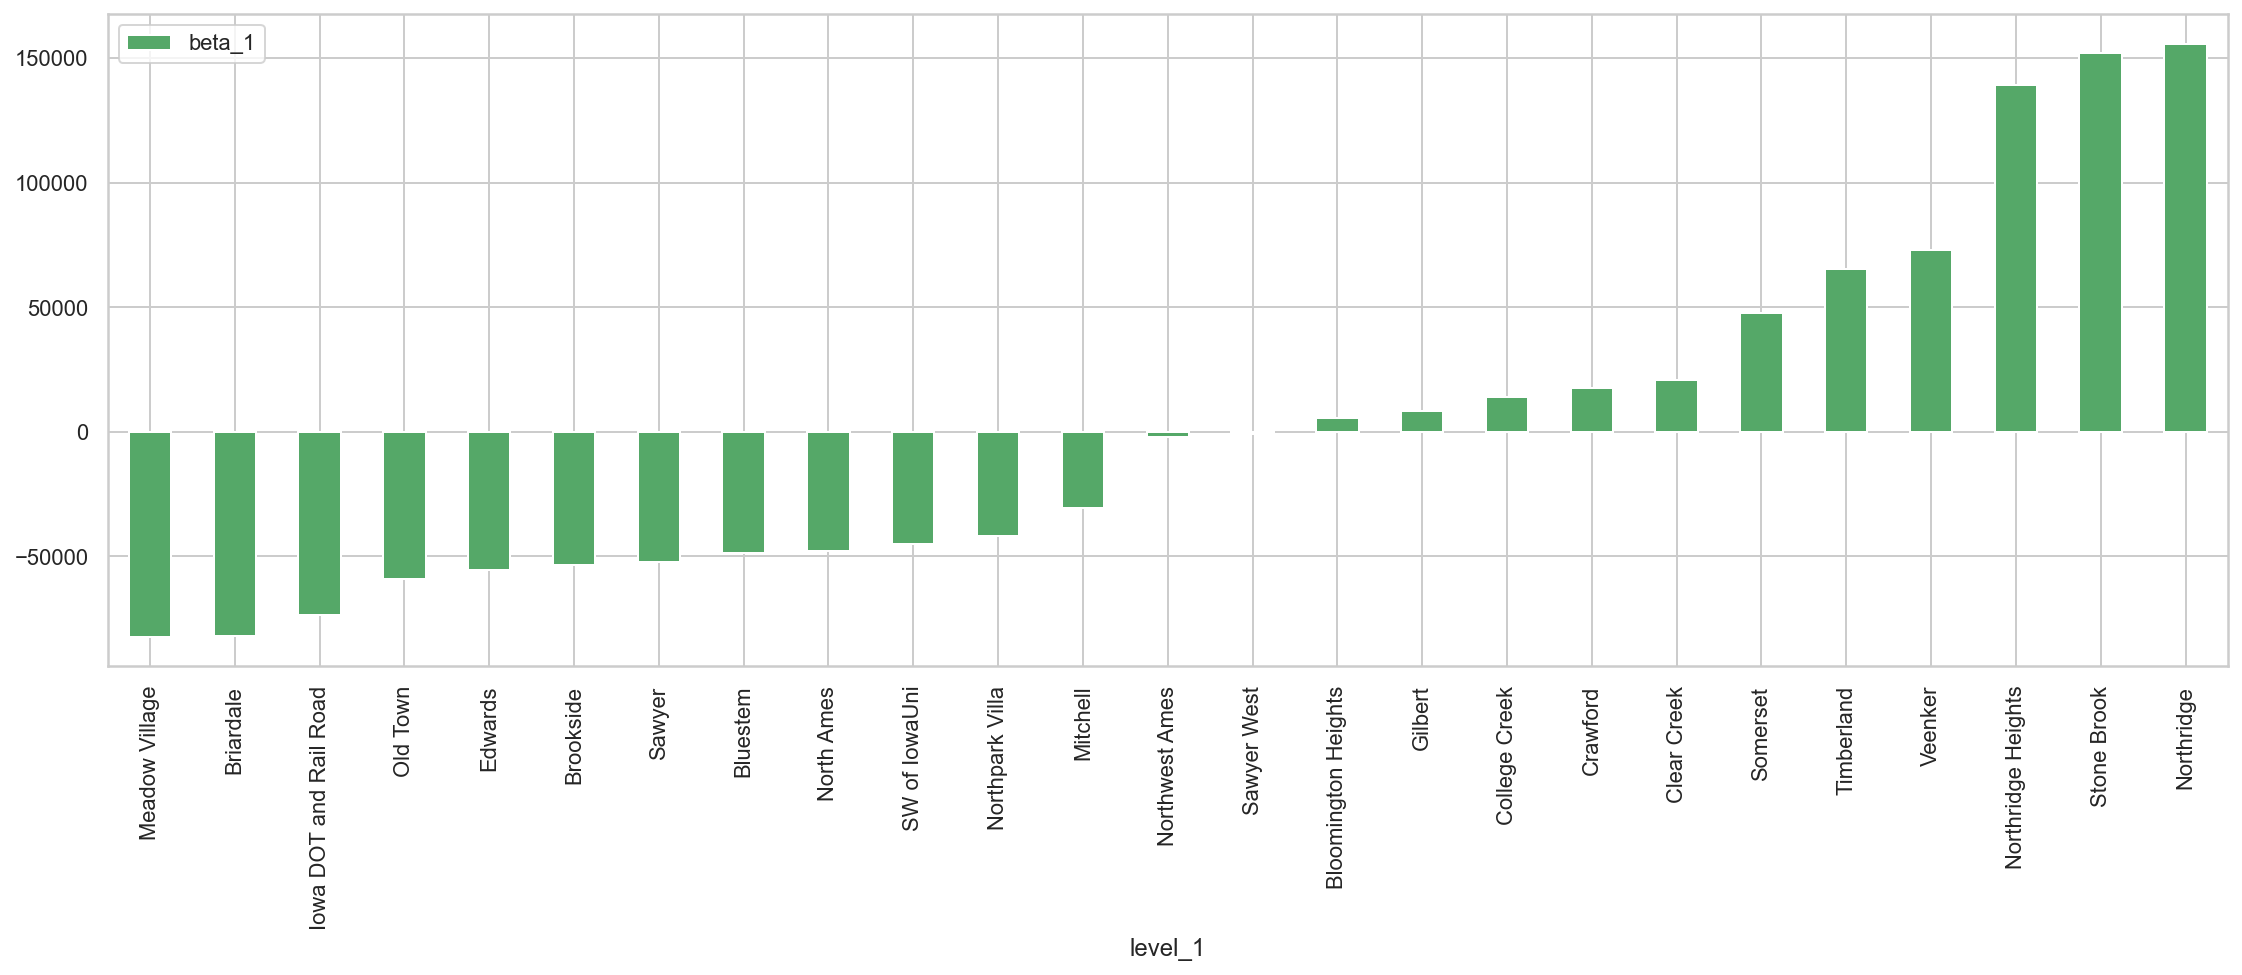 beta_1
150000
100000
50000
0
−50000
Meadow Village
Briardale
Iowa DOT and Rail Road
Old Town
Edwards
Brookside
Sawyer
Bluestem
North Ames
SW of IowaUni
Northpark Villa
Mitchell
Northwest Ames
Sawyer West
Bloomington Heights
Gilbert
College Creek
Crawford
Clear Creek
Somerset
Timberland
Veenker
Northridge Heights
Stone Brook
Northridge
level_1